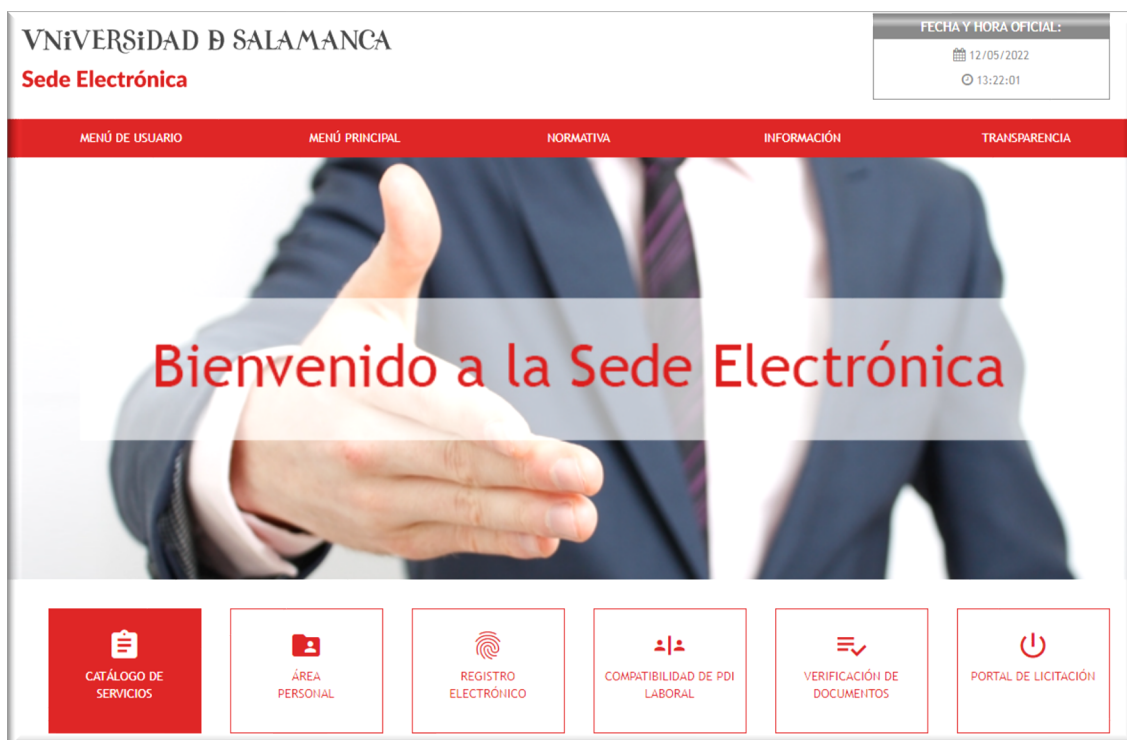 VNiVERSiDAD Ð SALAMANCA
Sede Electrónica
FECHA Y HORA OFICIAL:
12/05/2022
13:22:01
MENÚ DE USUARIO
MENÚ PRINCIPAL
NORMATIVA
INFORMACIÓN
TRANSPARENCIA
Bienvenido a la Sede Electrónica
CATÁLOGO DE
SERVICIOS
ÁREA
PERSONAL
REGISTRO
ELECTRÓNICO
COMPATIBILIDAD DE PDI
LABORAL
VERIFICACIÓN DE
DOCUMENTOS
PORTAL DE LICITACIÓN